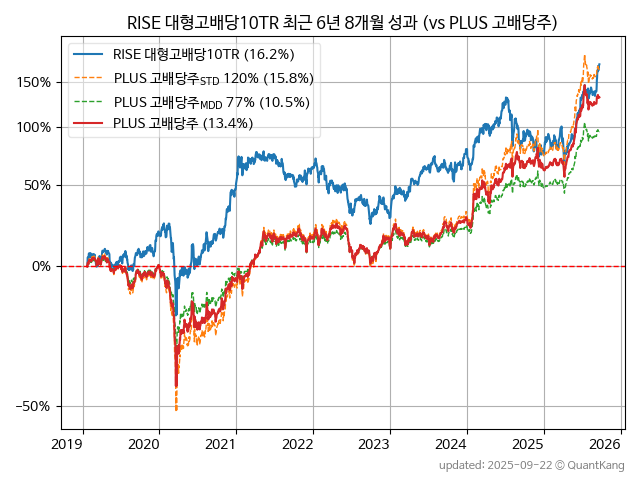 RISE 대형고배당10TR 최근 6년 8개월 성과 (vs PLUS 고배당주)
RISE 대형고배당10TR (16.2%)
PLUS 고배당주STD 120% (15.8%)
PLUS 고배당주MDD 77% (10.5%)
PLUS 고배당주 (13.4%)
150%
100%
50%
0%
−50%
2019 2020 2021 2022 2023 2024 2025 2026
updated: 2025-09-22 © QuantKang